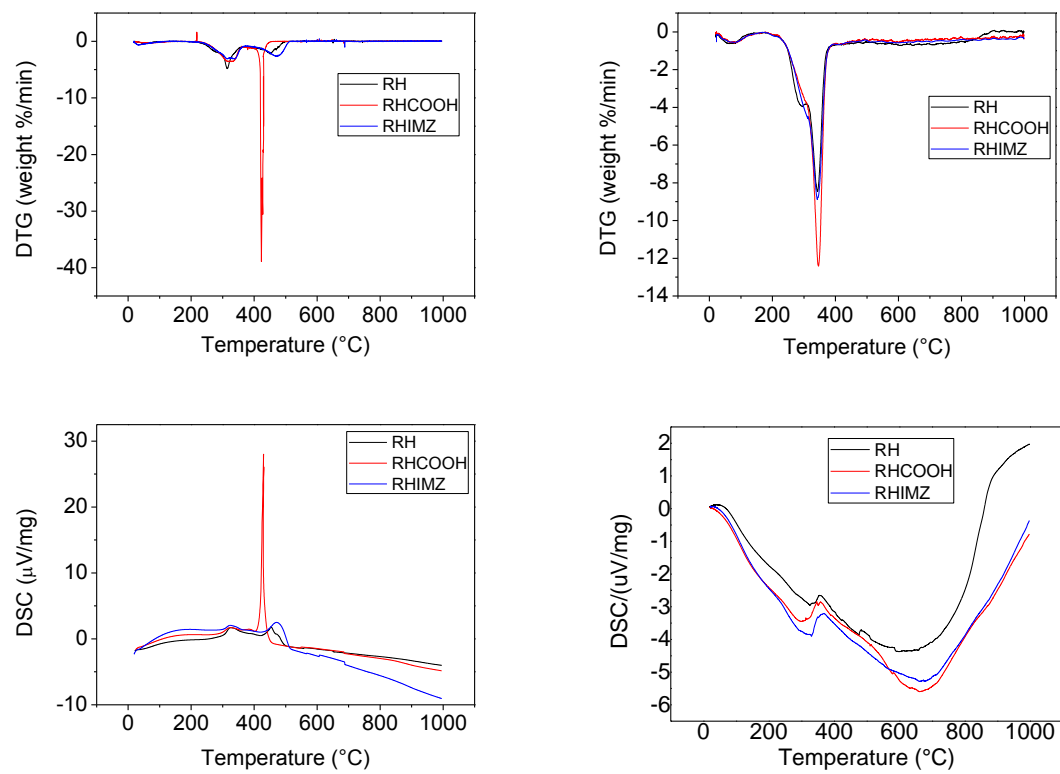 0
-10
-20
-30
-40
DTG (weight %/min)
RH
RHCOOH
RHIMZ
0 200 400 600 800 1000
Temperature (°C)
0
-2
-4
-6
-8
-10
-12
-14
DTG (weight %/min)
RH
RHCOOH
RHIMZ
0 200 400 600 800 1000
Temperature (°C)
30
20
10
0
-10
DSC (µV/mg)
RH
RHCOOH
RHIMZ
0 200 400 600 800 1000
Temperature (°C)
2
1
0
-1
-2
-3
-4
-5
-6
DSC/(uV/mg)
RH
RHCOOH
RHIMZ
0 200 400 600 800 1000
Temperature (°C)